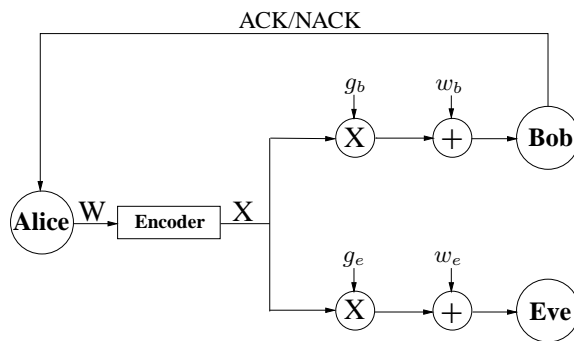 ACK/NACK
g_b w_b
X + Bob
Alice W Encoder X
g_e w_e
X + Eve